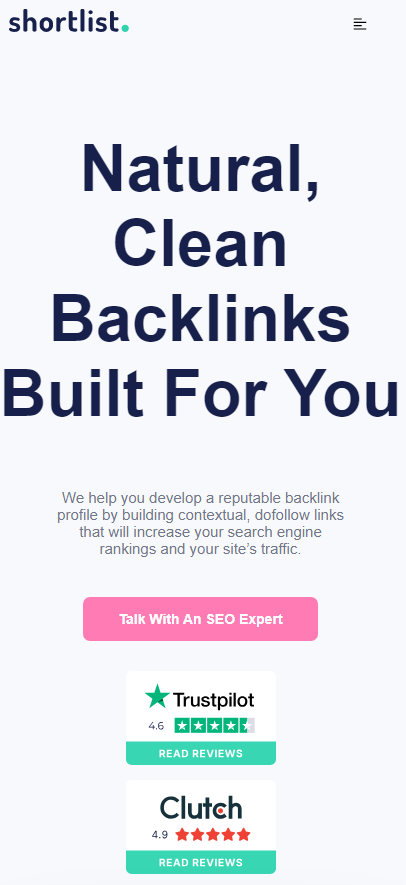 shortlist.
Natural,
Clean
Backlinks
Built For You
We help you develop a reputable backlink
profile by building contextual, dofollow links
that will increase your search engine
rankings and your site’s traffic.
Talk With An SEO Expert
Trustpilot
4.6
READ REVIEWS
Clutch
4.9
READ REVIEWS